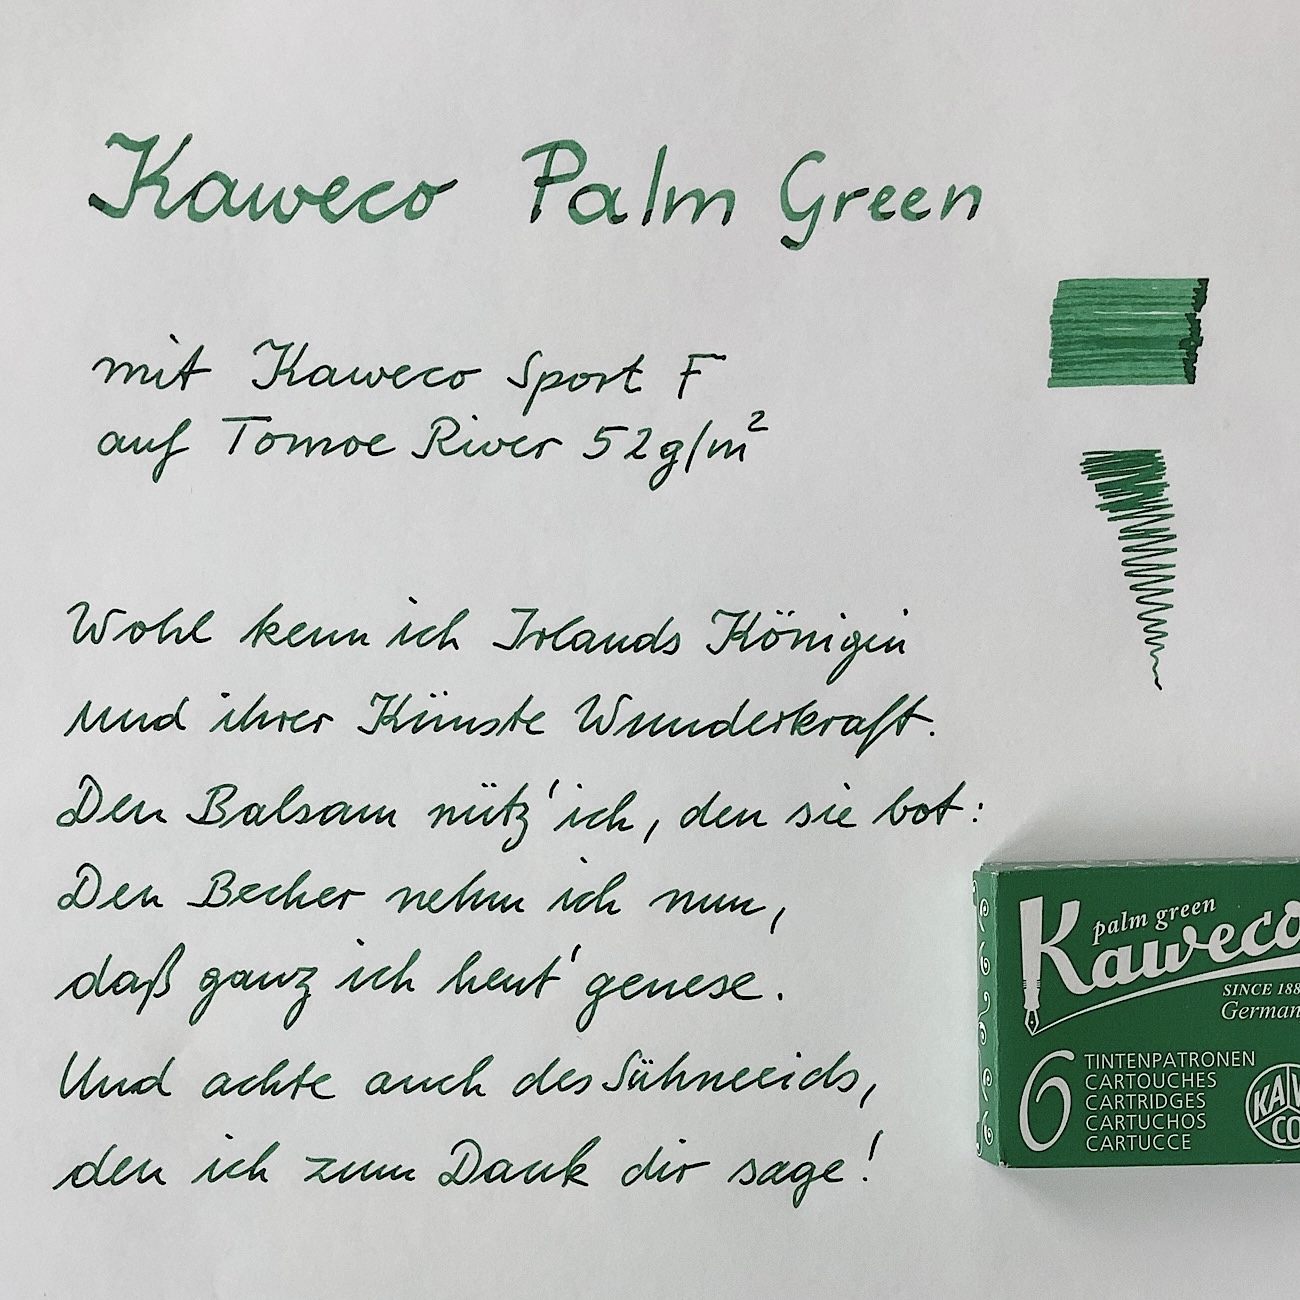 Kaweco Palm Green
mit Kaweco Sport F
auf Tomoe River 52g/m²
Wohl kenn ich Irlands Königin
und ihrer Künste Wunderkraft.
Den Balsam nütz' ich, den sie bot:
Den Becher nehm ich nun,
daß ganz ich heut' genese.
Und achte auch des Sühneeids,
den ich zum Dank dir sage!
palm green
Kaweco
SINCE 188
German
6
TINTENPATRONEN
CARTOUCHES
CARTRIDGES
CARTUCHOS
CARTUCCE
KAW
CO